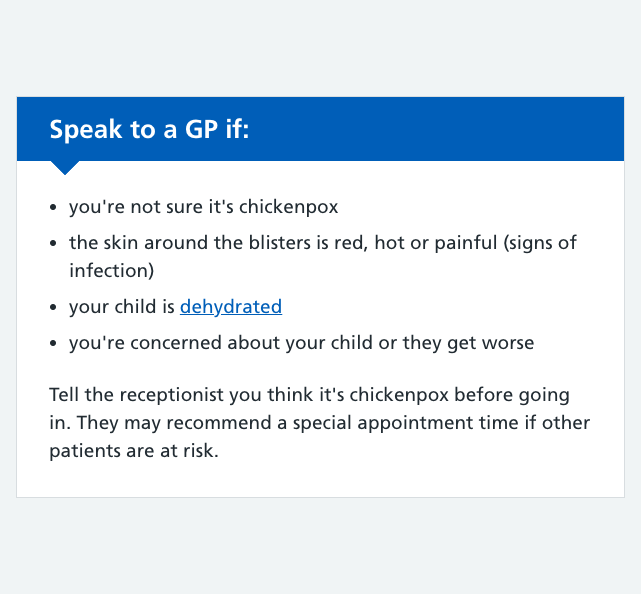 Speak to a GP if:
• you're not sure it's chickenpox
• the skin around the blisters is red, hot or painful (signs of
infection)
• your child is dehydrated
• you're concerned about your child or they get worse
Tell the receptionist you think it's chickenpox before going
in. They may recommend a special appointment time if other
patients are at risk.